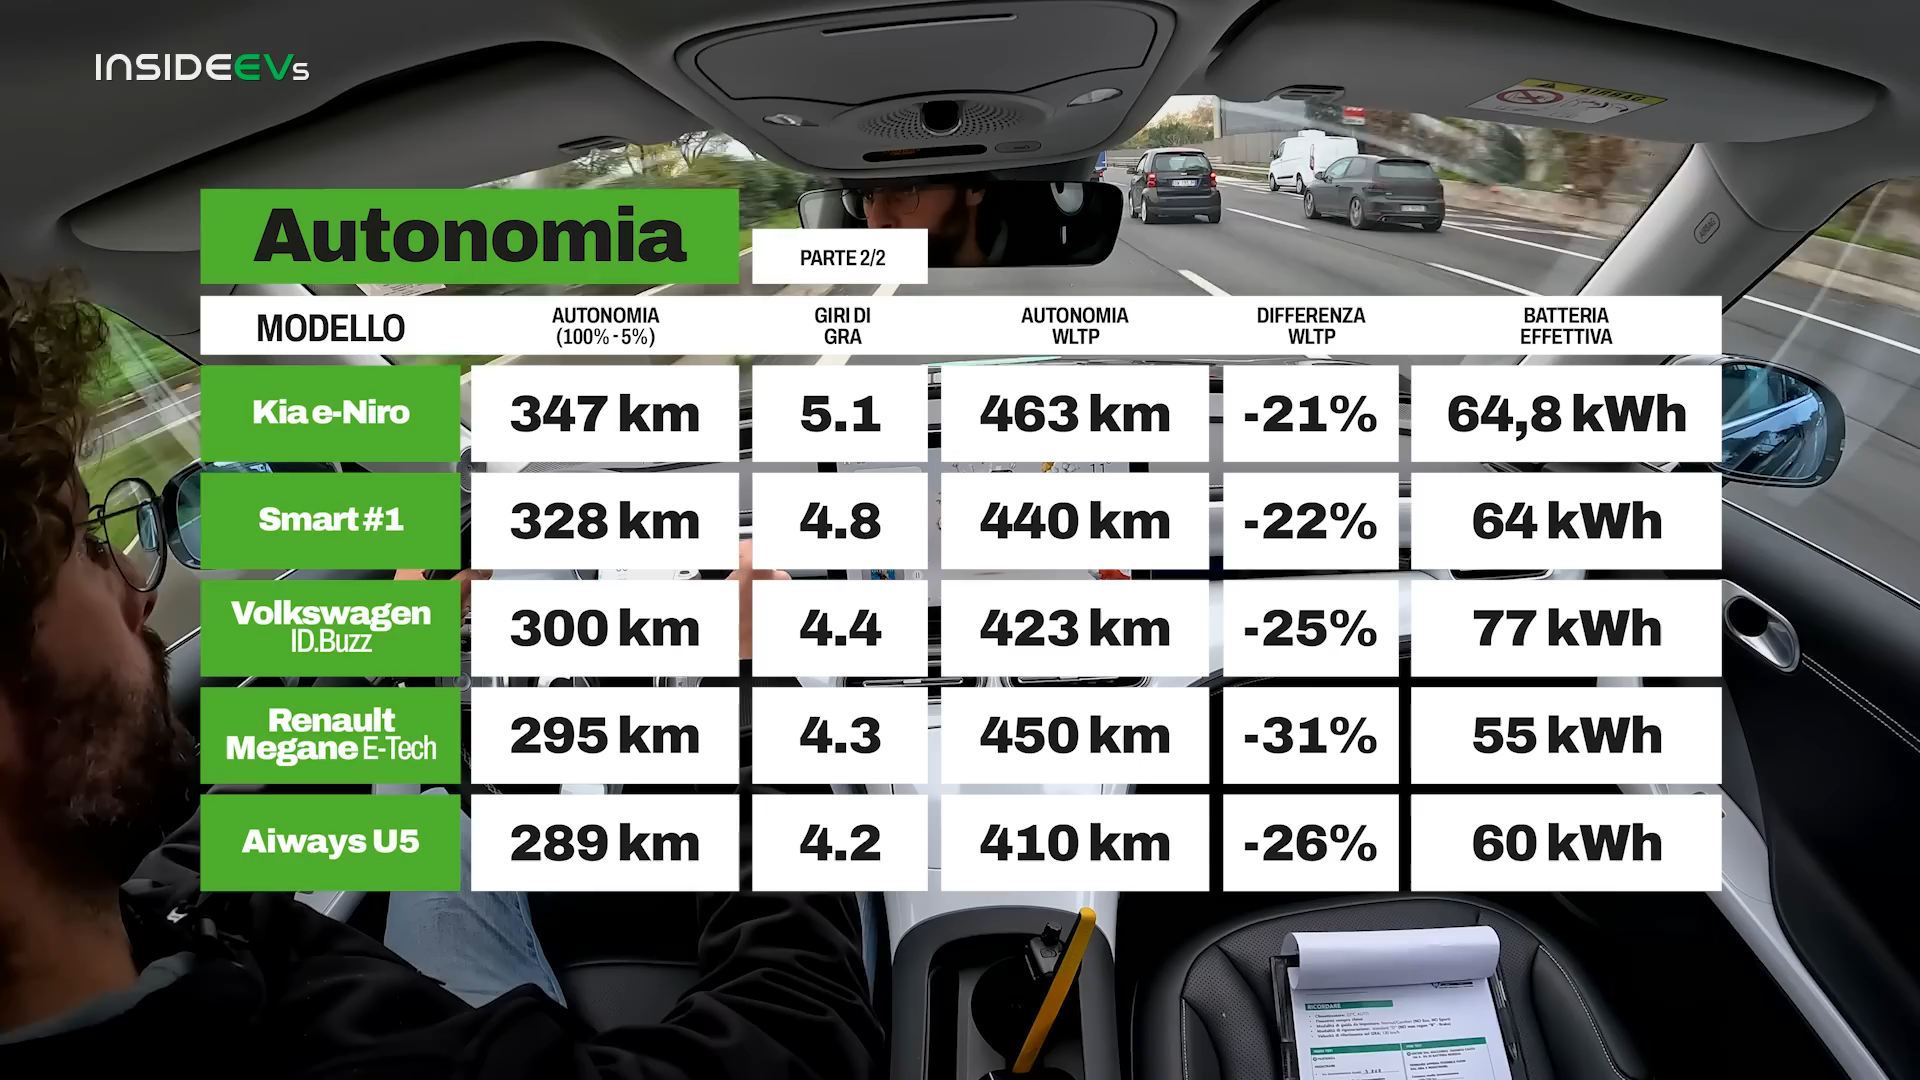 INSIDEEVs
AIRBAG
AIRBAG
Autonomia
PARTE 2/2
MODELLO
AUTONOMIA
(100% - 5%)
GIRI DI
GRA
AUTONOMIA
WLTP
DIFFERENZA
WLTP
BATTERIA
EFFETTIVA
Kia e-Niro
347 km
5.1
463 km
-21%
64,8 kWh
Smart #1
328 km
4.8
440 km
-22%
64 kWh
Volkswagen
ID.Buzz
300 km
4.4
423 km
-25%
77 kWh
Renault
Megane E-Tech
295 km
4.3
450 km
-31%
55 kWh
Aiways U5
289 km
4.2
410 km
-26%
60 kWh
RICORDARE